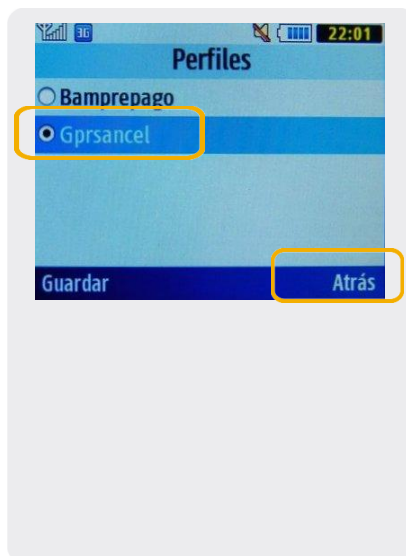 3G 22:01
Perfiles
Bamprepago
Gprsancel
Guardar Atrás